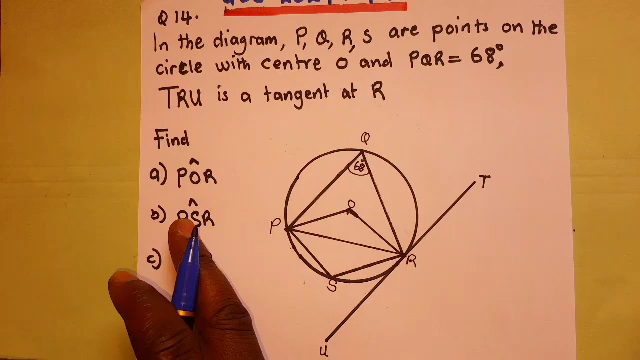 Q 14.
In the diagram, P, Q, R, S are points on the
circle with centre O and PQR = 68°,
TRU is a tangent at R
Find
a) PÔR
b) PŜR
c)
Q
68
T
O
P
R
S
U